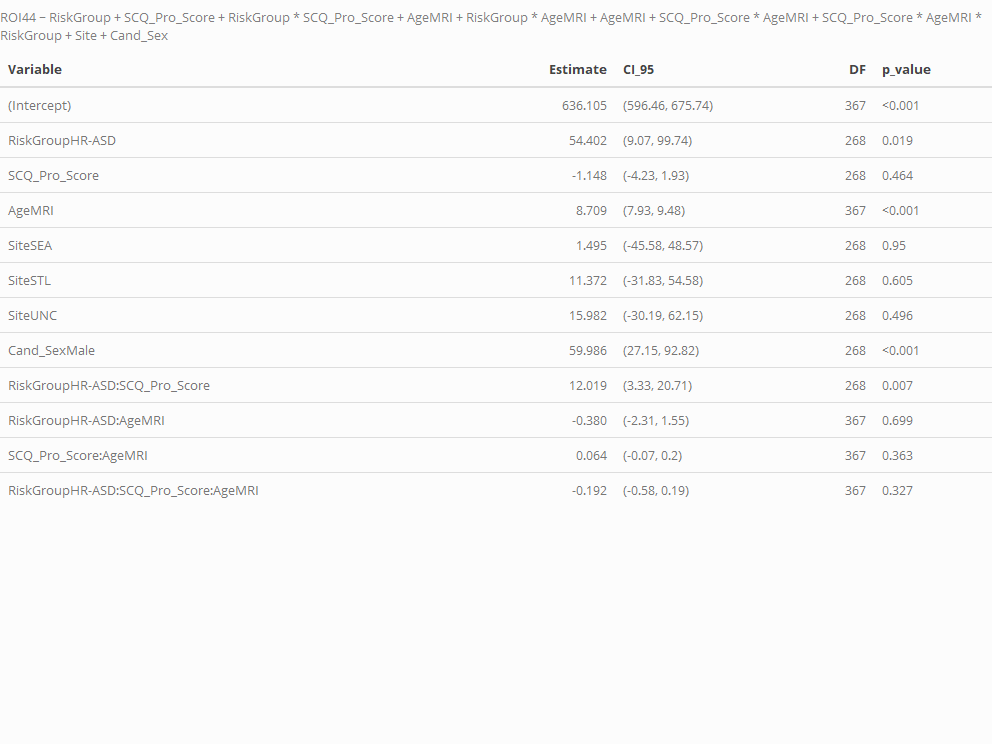 ROI44 ~ RiskGroup + SCQ_Pro_Score + RiskGroup * SCQ_Pro_Score + AgeMRI + RiskGroup * AgeMRI + AgeMRI + SCQ_Pro_Score * AgeMRI + SCQ_Pro_Score * AgeMRI *
RiskGroup + Site + Cand_Sex
Variable Estimate CI_95 DF p_value
(Intercept) 636.105 (596.46, 675.74) 367 <0.001
RiskGroupHR-ASD 54.402 (9.07, 99.74) 268 0.019
SCQ_Pro_Score -1.148 (-4.23, 1.93) 268 0.464
AgeMRI 8.709 (7.93, 9.48) 367 <0.001
SiteSEA 1.495 (-45.58, 48.57) 268 0.95
SiteSTL 11.372 (-31.83, 54.58) 268 0.605
SiteUNC 15.982 (-30.19, 62.15) 268 0.496
Cand_SexMale 59.986 (27.15, 92.82) 268 <0.001
RiskGroupHR-ASD:SCQ_Pro_Score 12.019 (3.33, 20.71) 268 0.007
RiskGroupHR-ASD:AgeMRI -0.380 (-2.31, 1.55) 367 0.699
SCQ_Pro_Score:AgeMRI 0.064 (-0.07, 0.2) 367 0.363
RiskGroupHR-ASD:SCQ_Pro_Score:AgeMRI -0.192 (-0.58, 0.19) 367 0.327